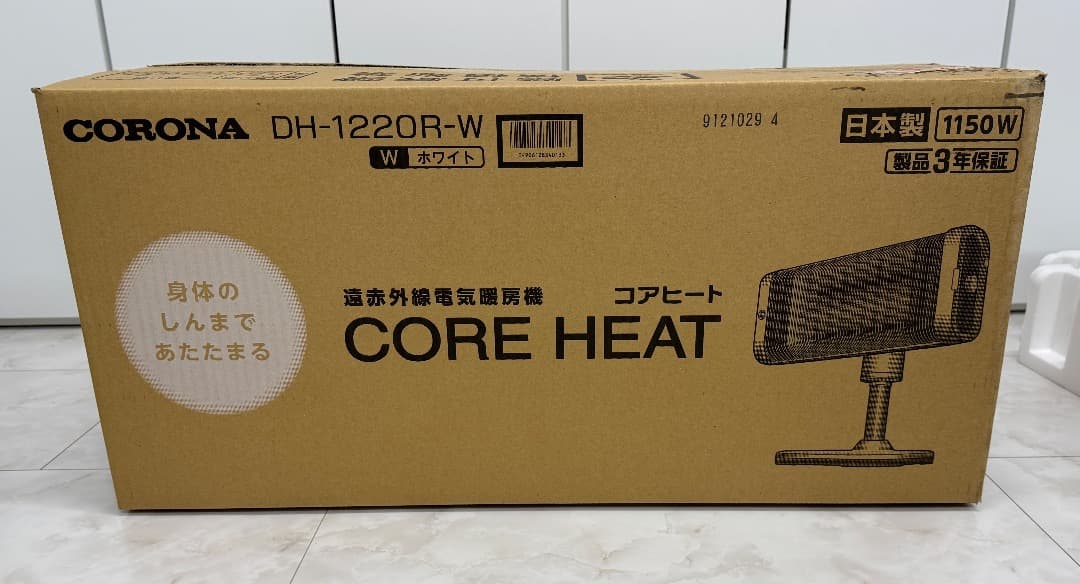 CORONA DH-1220R-W
W ホワイト
9121029 4
日本製 1150W
製品3年保証
身体の
しんまで
あたたまる
遠赤外線電気暖房機 コアヒート
CORE HEAT